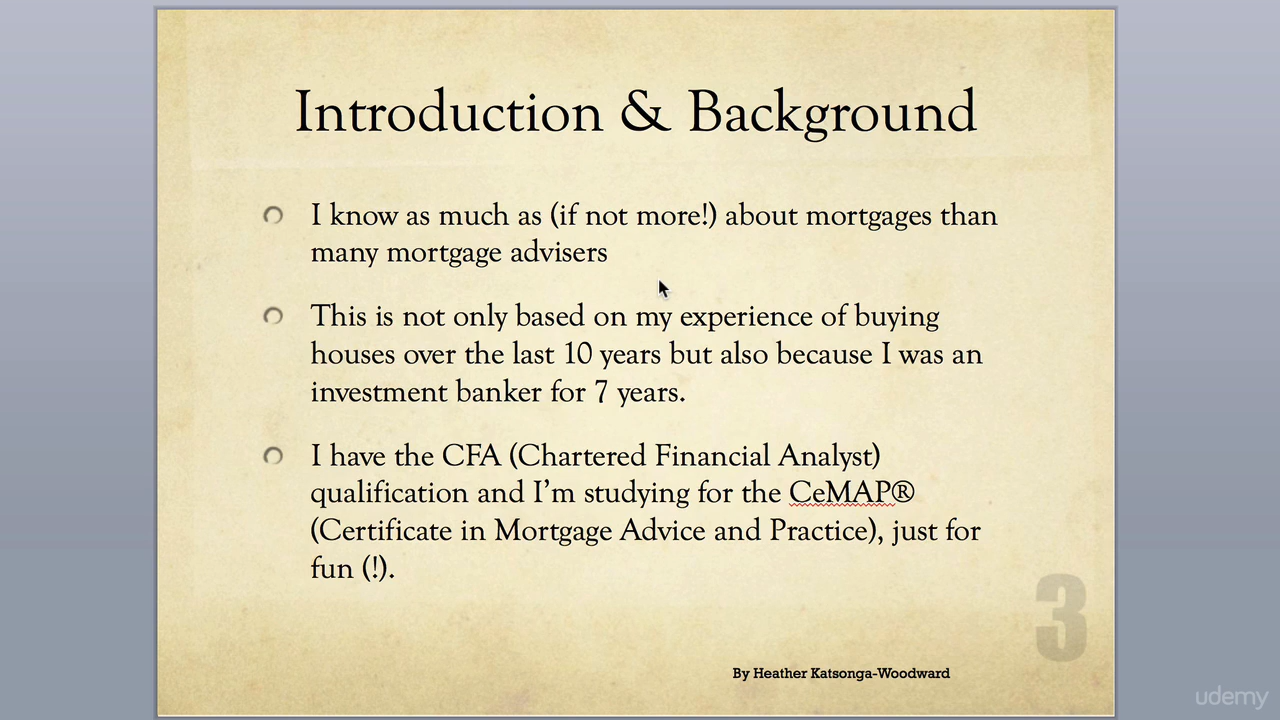 Introduction & Background
I know as much as (if not more!) about mortgages than
many mortgage advisers
This is not only based on my experience of buying
houses over the last 10 years but also because I was an
investment banker for 7 years.
I have the CFA (Chartered Financial Analyst)
qualification and I’m studying for the CeMAP®
(Certificate in Mortgage Advice and Practice), just for
fun (!).
3
By Heather Katsonga-Woodward
udemy